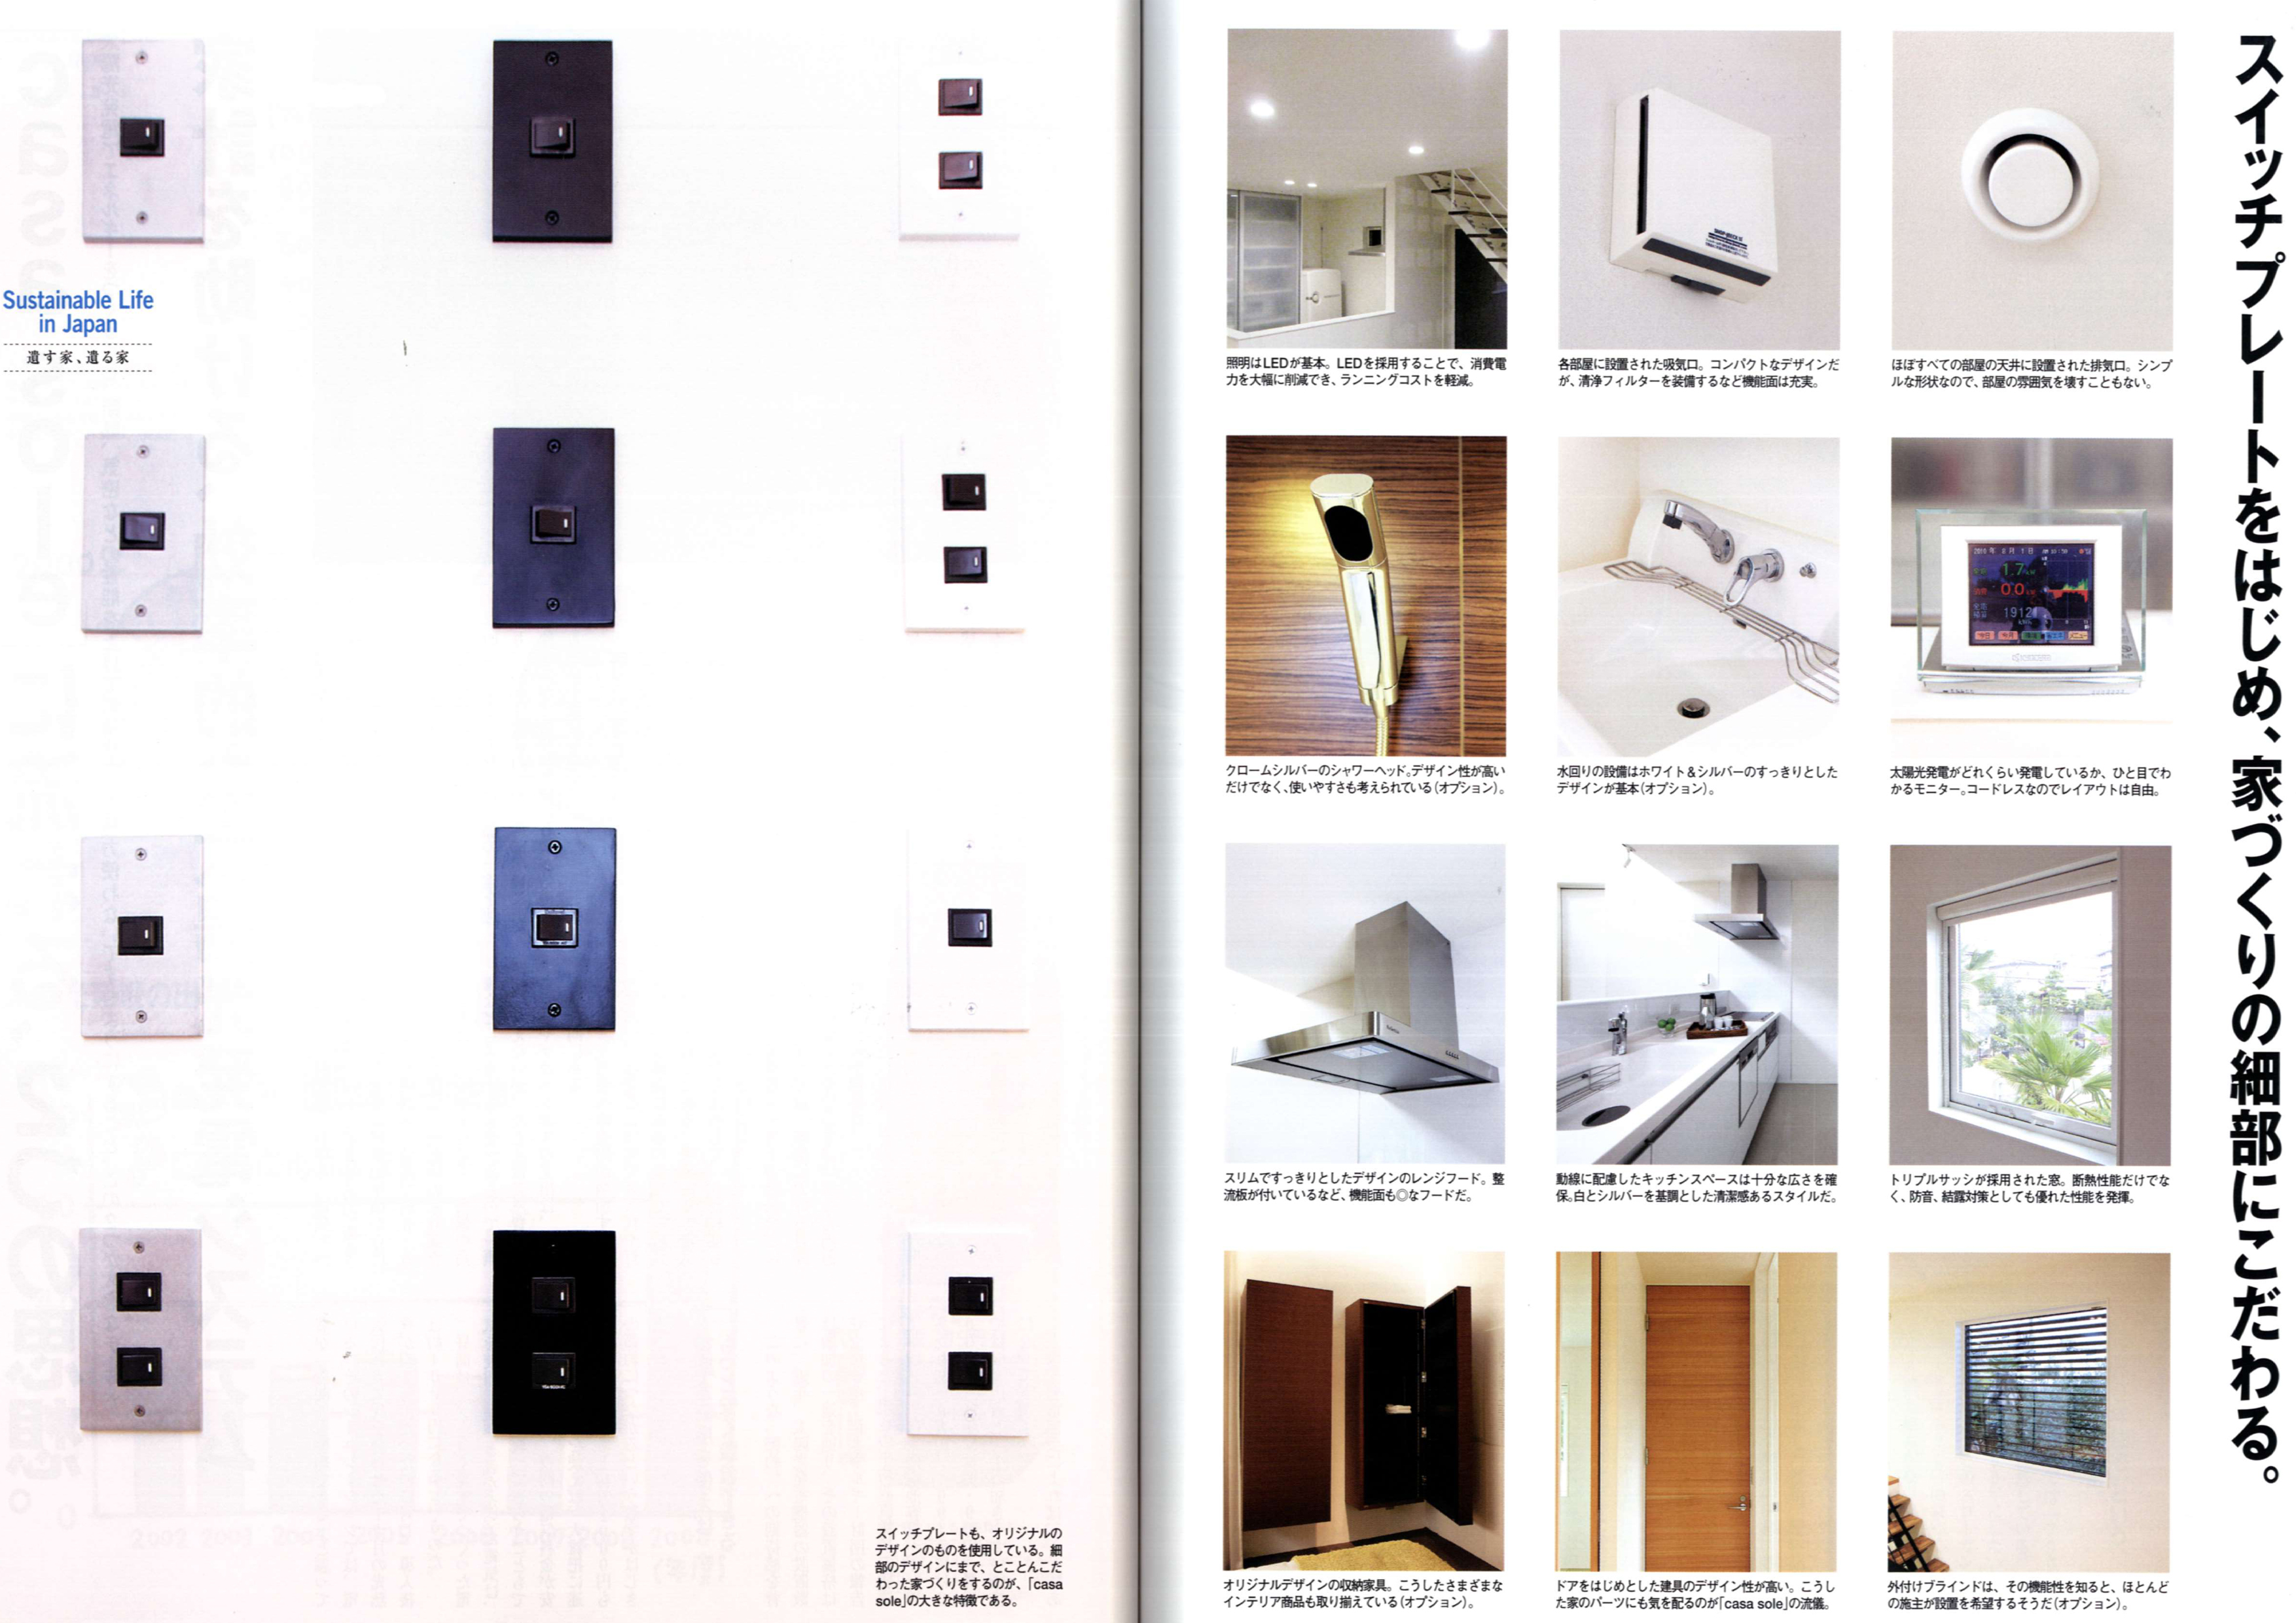 スイッチプレートをはじめ、家づくりの細部にこだわる。
ほぼすべての部屋の天井に設置された排気口。シンプ
ルな形状なので、部屋の雰囲気を壊すこともない。
各部屋に設置された吸気口。コンパクトなデザインだ
が、清浄フィルターを装備するなど機能面は充実。
照明はLEDが基本。LEDを採用することで、消費電
力を大幅に削減でき、ランニングコストを軽減。
太陽光発電がどれくらい発電しているか、ひと目でわ
かるモニター。コードレスなのでレイアウトは自由。
水回りの設備はホワイト&シルバーのすっきりとした
デザインが基本(オプション)。
クロームシルバーのシャワーヘッド。デザイン性が高い
だけでなく、使いやすさも考えられている(オプション)。
トリプルサッシが採用された窓。断熱性能だけでな
く、防音、結露対策としても優れた性能を発揮。
動線に配慮したキッチンスペースは十分な広さを確
保。白とシルバーを基調とした清潔感あるスタイルだ。
スリムですっきりとしたデザインのレンジフード。整
流板が付いているなど、機能面も◎なフードだ。
外付けブラインドは、その機能性を知ると、ほとんど
の施主が設置を希望するそうだ(オプション)。
ドアをはじめとした建具のデザイン性が高い。こうし
た家のパーツにも気を配るのが「casa sole」の流儀。
オリジナルデザインの収納家具。こうしたさまざまな
インテリア商品も取り揃えている(オプション)。
スイッチプレートも、オリジナルの
デザインのものを使用している。細
部のデザインにまで、とことんこだ
わった家づくりをするのが、「casa
sole」の大きな特徴である。
Sustainable Life
in Japan
遺す家、遺る家